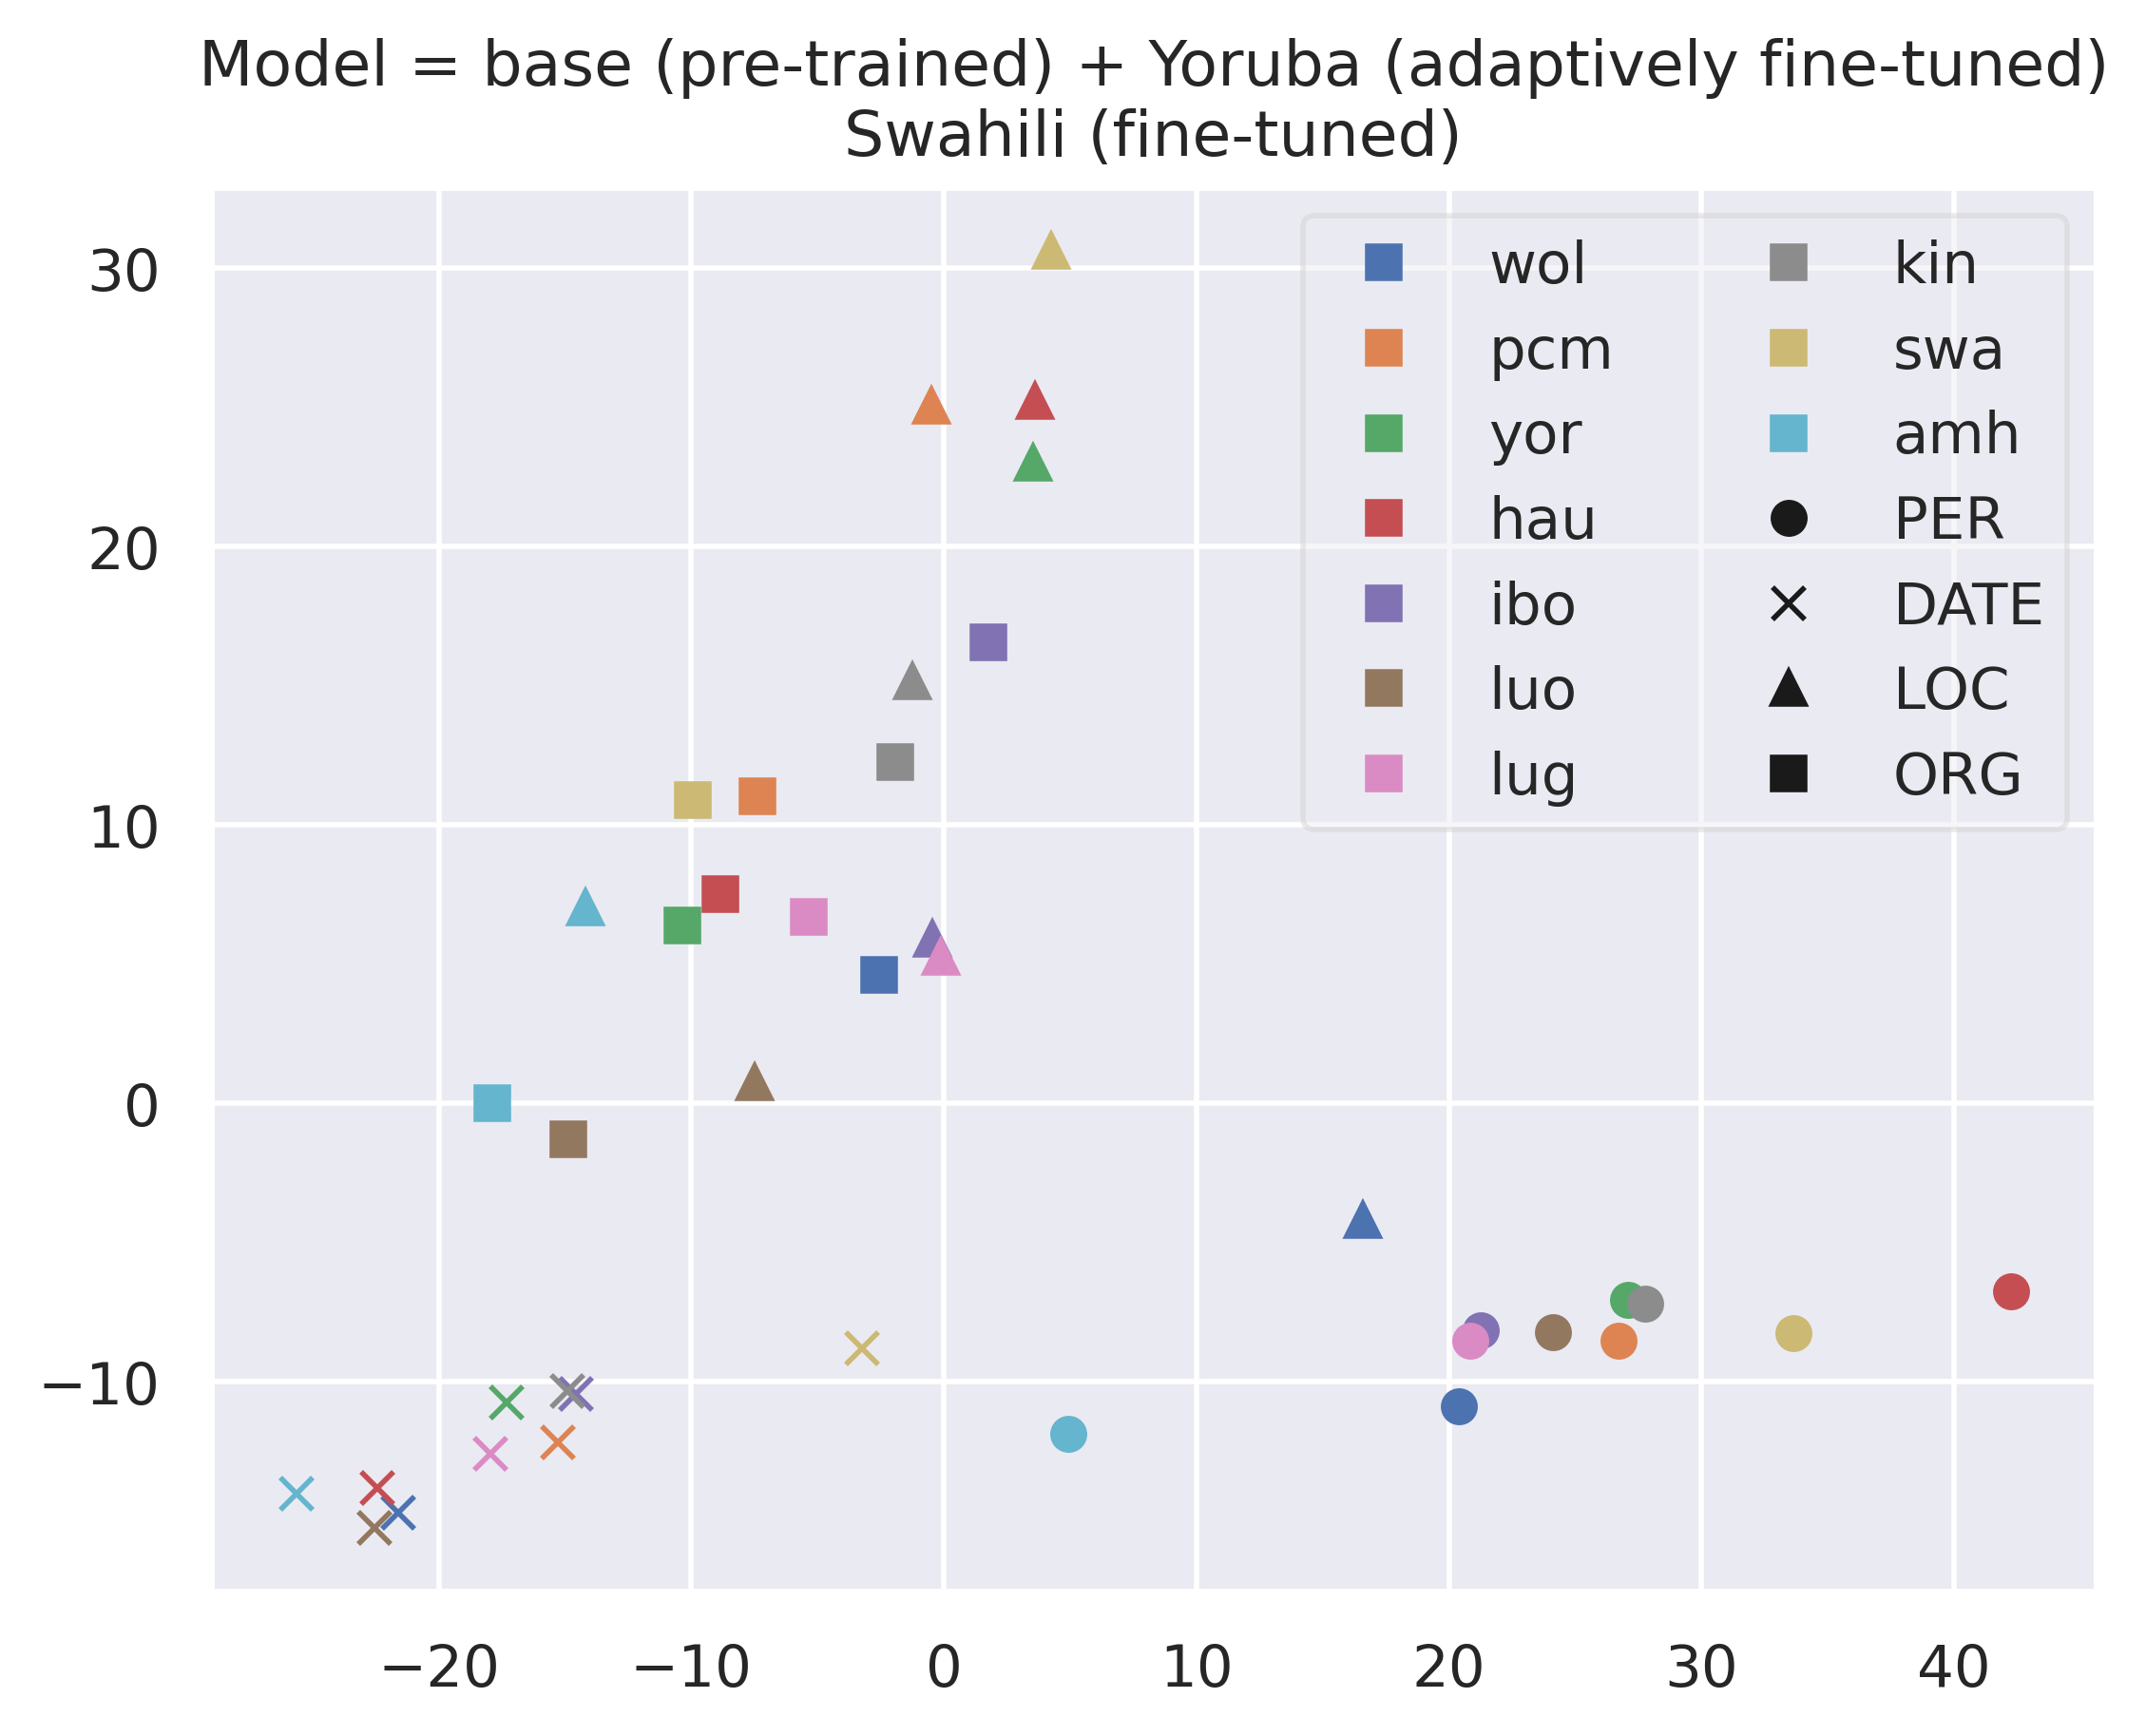 Model = base (pre-trained) + Yoruba (adaptively fine-tuned)
Swahili (fine-tuned)
30
20
10
0
−10
−20
−10
0
10
20
30
40
wol
pcm
yor
hau
ibo
luo
lug
kin
swa
amh
PER
DATE
LOC
ORG